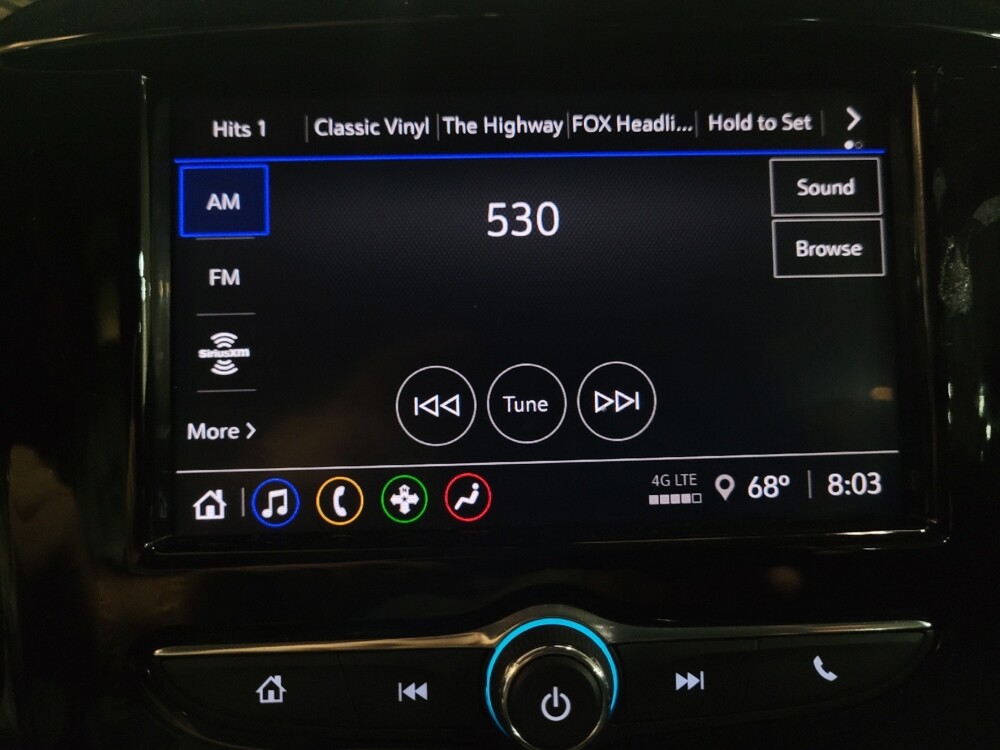 Hits 1 Classic Vinyl The Highway FOX Headli... Hold to Set
AM
530
Sound
Browse
FM
SiriusXM
More
Tune
4G LTE
68° 8:03